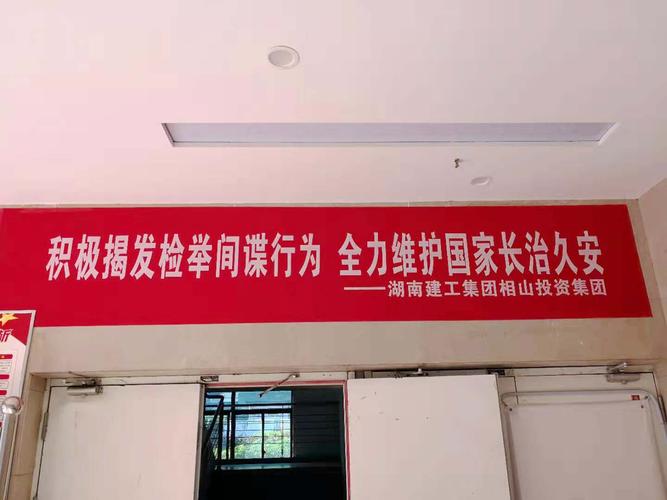 积极揭发检举间谍行为 全力维护国家长治久安
——湖南建工集团相山投资集团